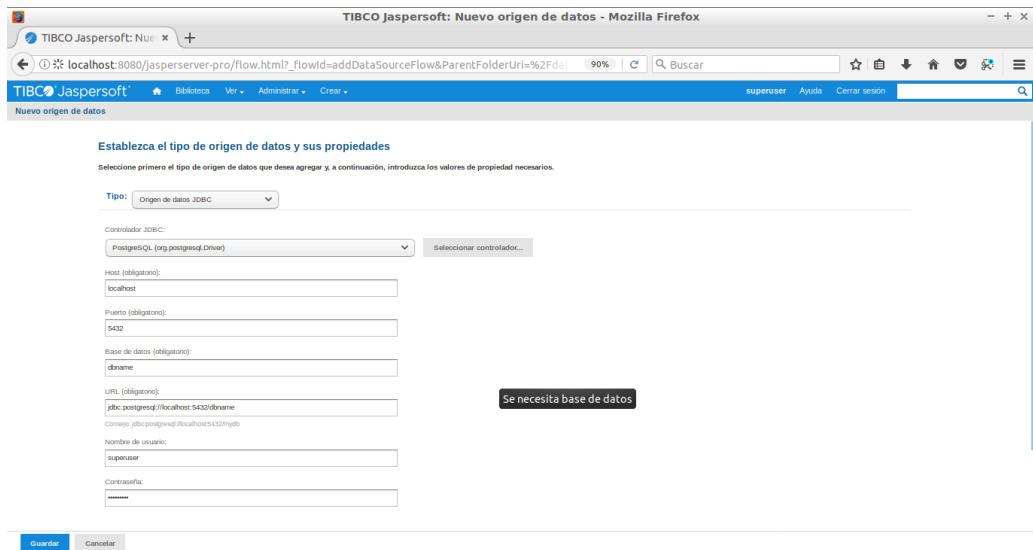 TIBCO Jaspersoft: Nuevo origen de datos - Mozilla Firefox
TIBCO Jaspersoft: Nue
localhost:8080/jasperserver-pro/flow.html?_flowId=addDataSourceFlow&ParentFolderUri=%2Fda 90% Buscar
TIBCO Jaspersoft Biblioteca Ver Administrar Crear superuser Ayuda Cerrar sesión
Nuevo origen de datos
Establezca el tipo de origen de datos y sus propiedades
Seleccione primero el tipo de origen de datos que desea agregar y, a continuación, introduzca los valores de propiedad necesarios.
Tipo: Origen de datos JDBC
Controlador JDBC:
PostgreSQL (org.postgresql.Driver) Seleccionar controlador...
Host (obligatorio):
localhost
Puerto (obligatorio):
5432
Base de datos (obligatorio):
dbname
URL (obligatorio):
jdbc:postgresql://localhost:5432/dbname
Se necesita base de datos
Consejo: jdbc:postgresql://localhost:5432/mydb
Nombre de usuario:
superuser
Contraseña:
•••••••••
Guardar Cancelar